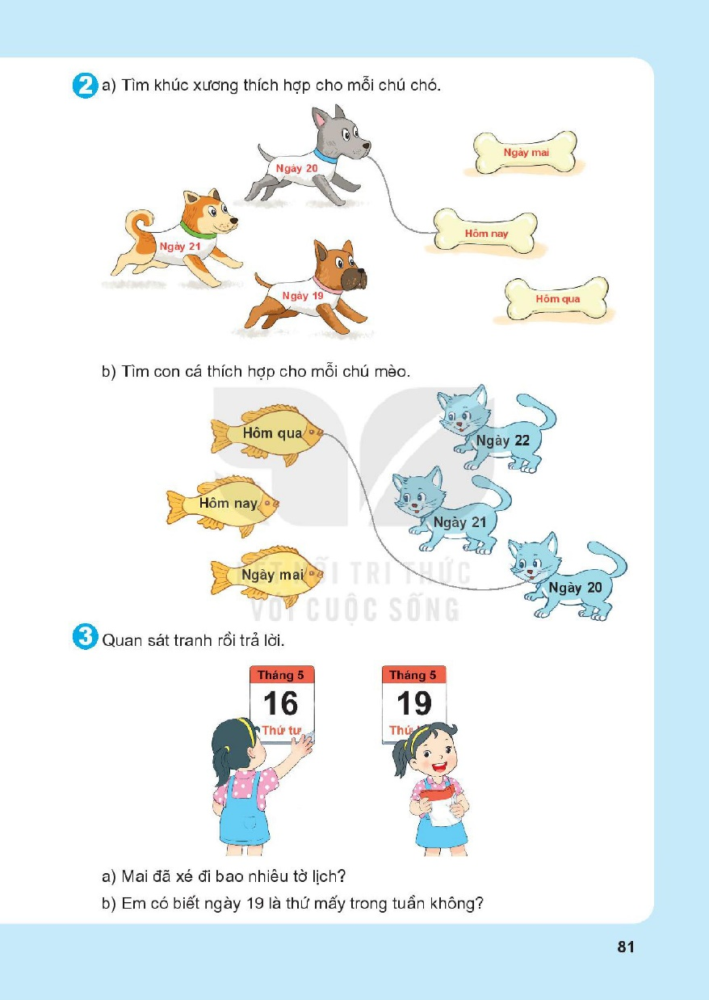 2 a) Tìm khúc xương thích hợp cho mỗi chú chó.
Ngày 20
Ngày mai
Ngày 21
Hôm nay
Ngày 19
Hôm qua
b) Tìm con cá thích hợp cho mỗi chú mèo.
Hôm qua
Ngày 22
Hôm nay
Ngày 21
Ngày mai
Ngày 20
KẾT NỐI TRI THỨC
VỚI CUỘC SỐNG
3 Quan sát tranh rồi trả lời.
Tháng 5
16
Thứ tư
Tháng 5
19
Thứ
a) Mai đã xé đi bao nhiêu tờ lịch?
b) Em có biết ngày 19 là thứ mấy trong tuần không?
81